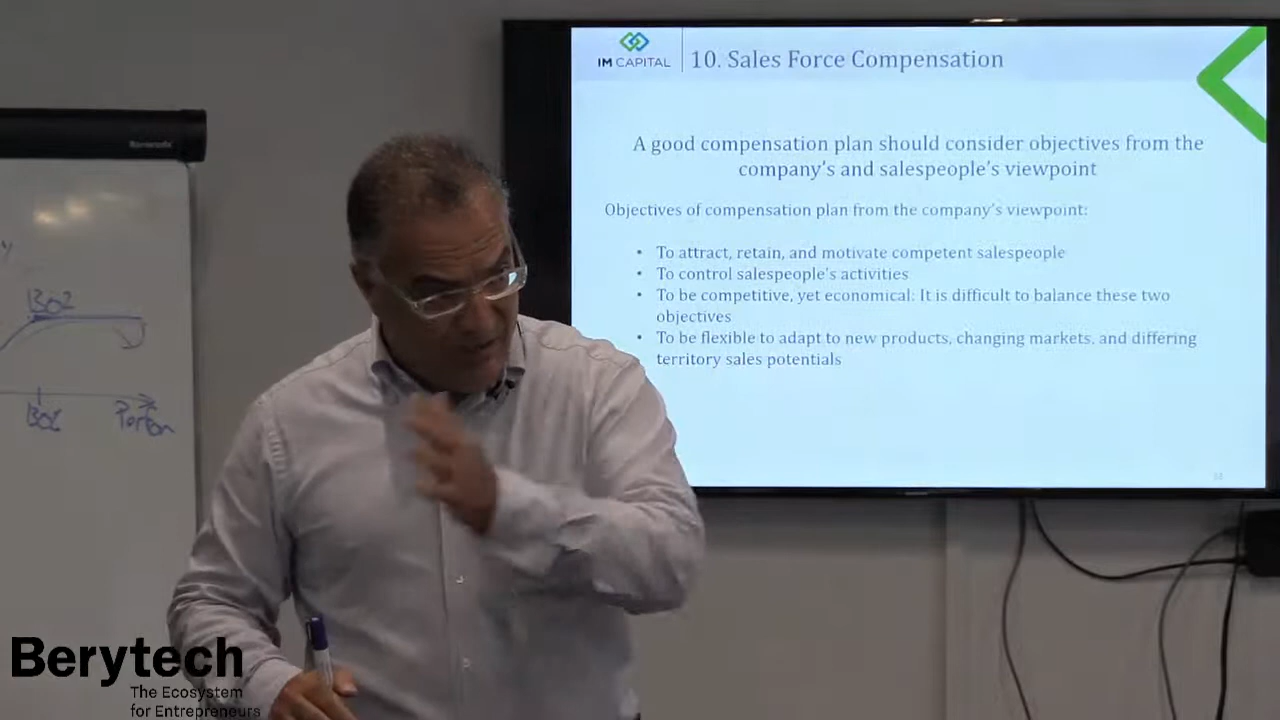 IM CAPITAL
10. Sales Force Compensation
A good compensation plan should consider objectives from the
company's and salespeople's viewpoint
Objectives of compensation plan from the company's viewpoint:
• To attract, retain, and motivate competent salespeople
• To control salespeople's activities
• To be competitive, yet economical: It is difficult to balance these two
objectives
• To be flexible to adapt to new products, changing markets, and differing
territory sales potentials
Berytech
The Ecosystem
for Entrepreneurs